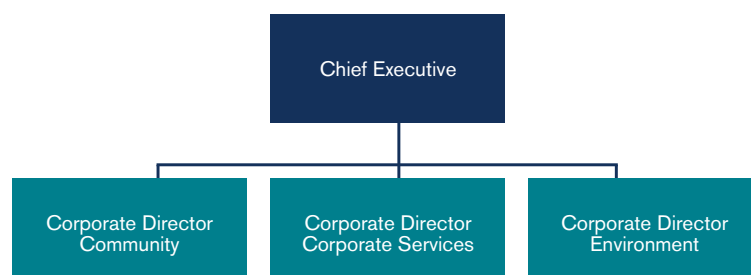 Chief Executive
Corporate Director
Community
Corporate Director
Corporate Services
Corporate Director
Environment